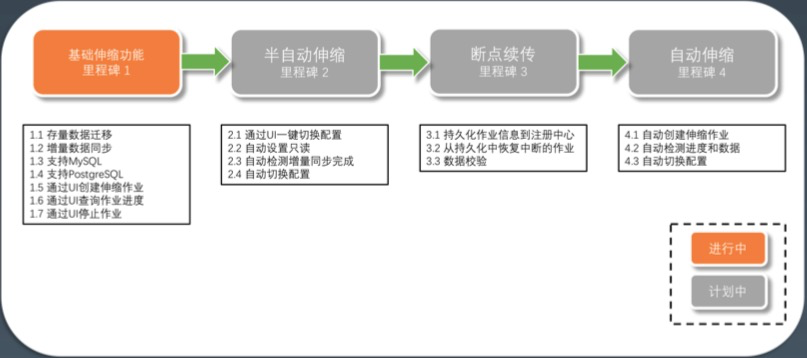 基础伸缩功能
里程碑 1
半自动伸缩
里程碑 2
断点续传
里程碑 3
自动伸缩
里程碑 4
1.1 存量数据迁移
1.2 增量数据同步
1.3 支持MySQL
1.4 支持PostgreSQL
1.5 通过UI创建伸缩作业
1.6 通过UI查询作业进度
1.7 通过UI停止作业
2.1 通过UI一键切换配置
2.2 自动设置只读
2.3 自动检测增量同步完成
2.4 自动切换配置
3.1 持久化作业信息到注册中心
3.2 从持久化中恢复中断的作业
3.3 数据校验
4.1 自动创建伸缩作业
4.2 自动检测进度和数据
4.3 自动切换配置
进行中
计划中